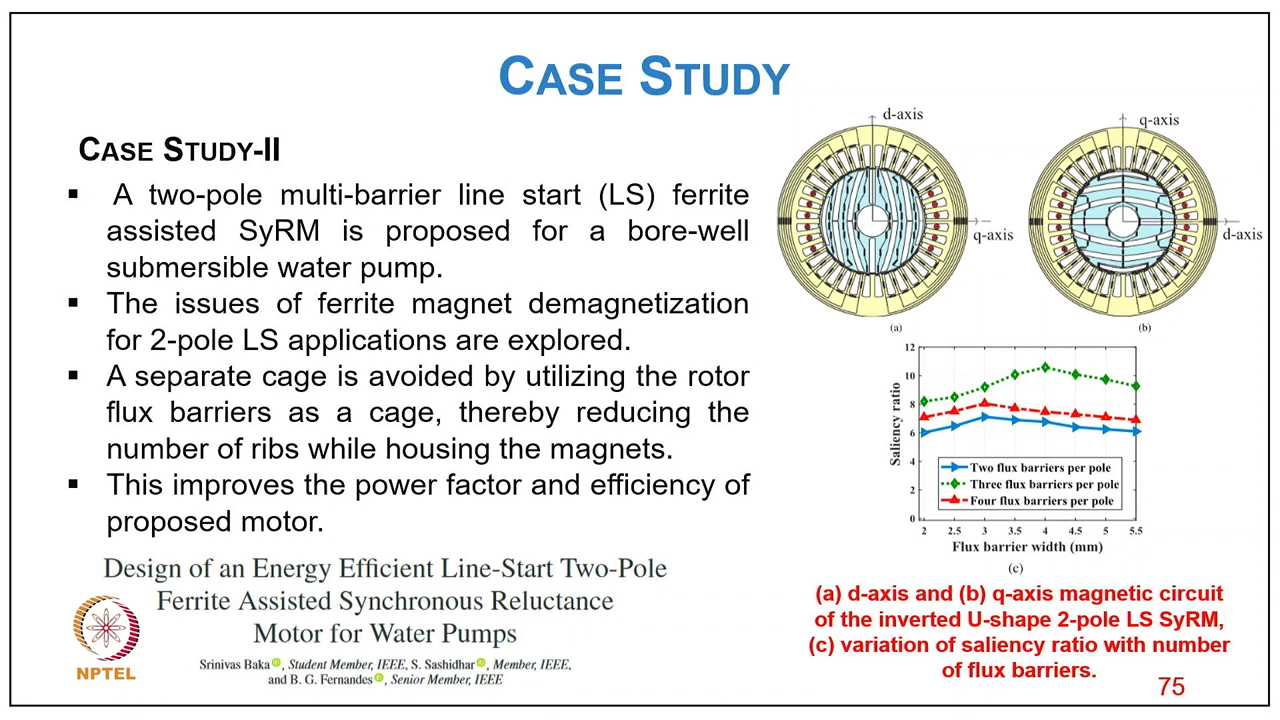 CASE STUDY
CASE STUDY-II
▪ A two-pole multi-barrier line start (LS) ferrite
assisted SyRM is proposed for a bore-well
submersible water pump.
▪ The issues of ferrite magnet demagnetization
for 2-pole LS applications are explored.
▪ A separate cage is avoided by utilizing the rotor
flux barriers as a cage, thereby reducing the
number of ribs while housing the magnets.
▪ This improves the power factor and efficiency of
proposed motor.
Design of an Energy Efficient Line-Start Two-Pole
Ferrite Assisted Synchronous Reluctance
Motor for Water Pumps
Srinivas Baka, Student Member, IEEE, S. Sashidhar, Member, IEEE,
and B. G. Fernandes, Senior Member, IEEE
NPTEL
d-axis
q-axis
(a)
q-axis
d-axis
(b)
12
10
8
6
4
2
0
Saliency ratio
Two flux barriers per pole
Three flux barriers per pole
Four flux barriers per pole
2 2.5 3 3.5 4 4.5 5 5.5
Flux barrier width (mm)
(c)
(a) d-axis and (b) q-axis magnetic circuit
of the inverted U-shape 2-pole LS SyRM,
(c) variation of saliency ratio with number
of flux barriers.
75